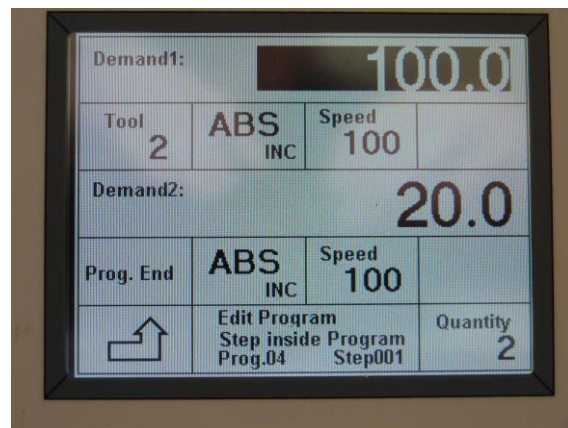 Demand1: 100.0
Tool 2 ABS INC Speed 100
Demand2: 20.0
Prog. End ABS INC Speed 100
Edit Program
Step inside Program
Prog.04 Step001
Quantity 2